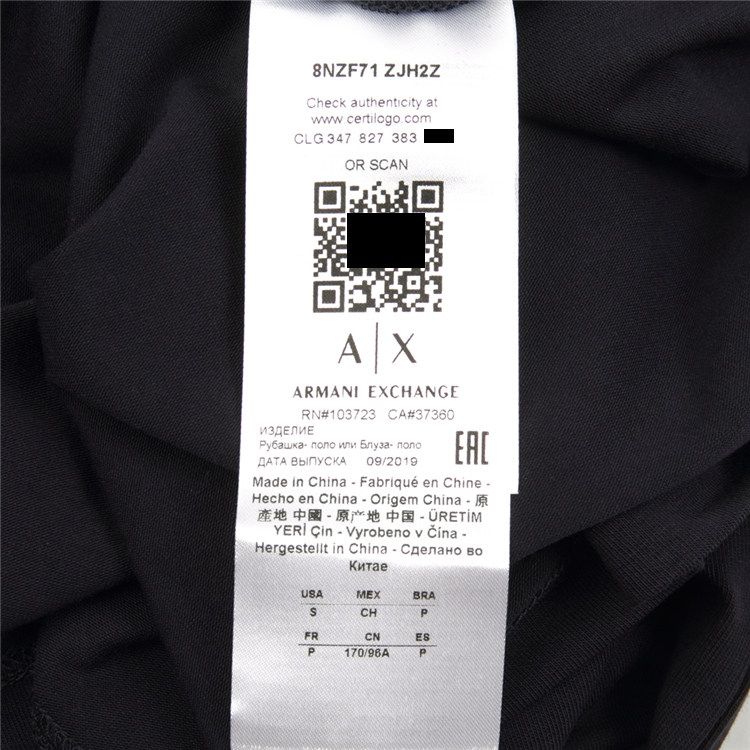 8NZF71 ZJH2Z
Check authenticity at
www.certilogo.com
CLG 347 827 383
OR SCAN
A|X
ARMANI EXCHANGE
RN#103723 CA#37360
ИЗДЕЛИЕ
Рубашка- поло или Блуза- поло
ДАТА ВЫПУСКА 09/2019
EAC
Made in China - Fabriqué en Chine -
Hecho en China - Origem China - 原
產地 中國 - 原产地 中国 - ÜRETİM
YERİ Çin - Vyrobeno v Čína -
Hergestellt in China - Сделано во
Китае
USA MEX BRA
S CH P
FR CN ES
P 170/96A P